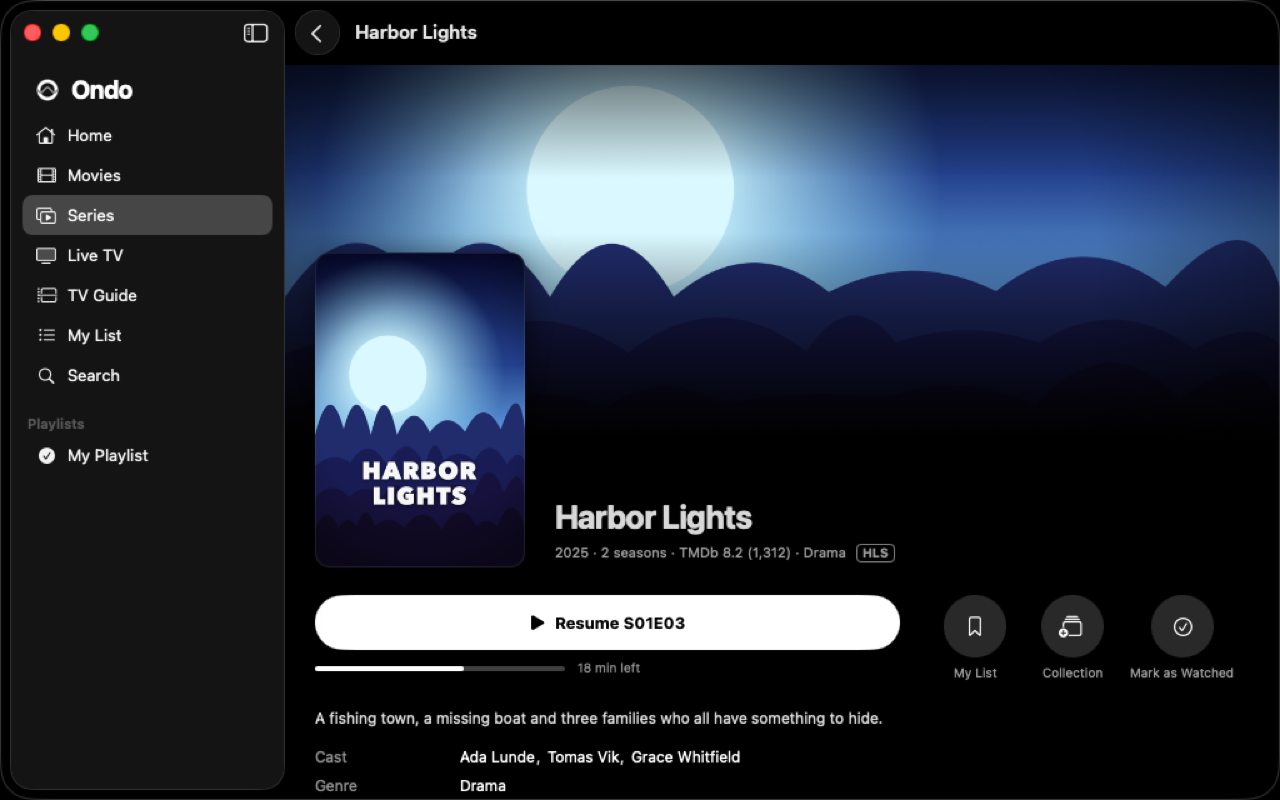 Harbor Lights
Ondo
Home
Movies
Series
Live TV
TV Guide
My List
Search
Playlists
My Playlist
HARBOR
LIGHTS
Harbor Lights
2025 · 2 seasons · TMDb 8.2 (1,312) · Drama HLS
Resume S01E03
18 min left
My List
Collection
Mark as Watched
A fishing town, a missing boat and three families who all have something to hide.
Cast Ada Lunde, Tomas Vik, Grace Whitfield
Genre Drama